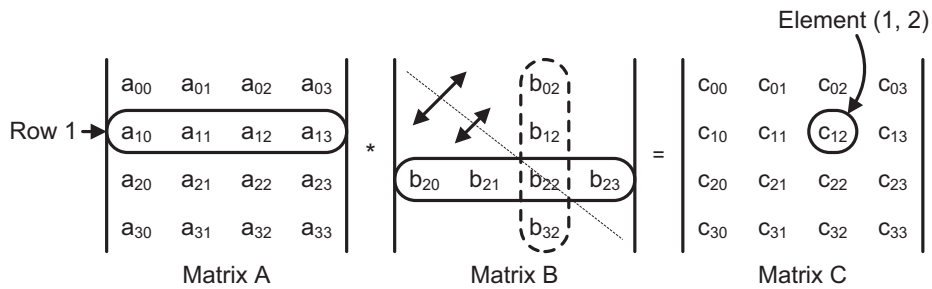 Element (1, 2)
a₀₀ a₀₁ a₀₂ a₀₃ b₀₂ c₀₀ c₀₁ c₀₂ c₀₃
Row 1 a₁₀ a₁₁ a₁₂ a₁₃ * b₁₂ = c₁₀ c₁₁ c₁₂ c₁₃
a₂₀ a₂₁ a₂₂ a₂₃ b₂₀ b₂₁ b₂₂ b₂₃ c₂₀ c₂₁ c₂₂ c₂₃
a₃₀ a₃₁ a₃₂ a₃₃ b₃₂ c₃₀ c₃₁ c₃₂ c₃₃
Matrix A Matrix B Matrix C